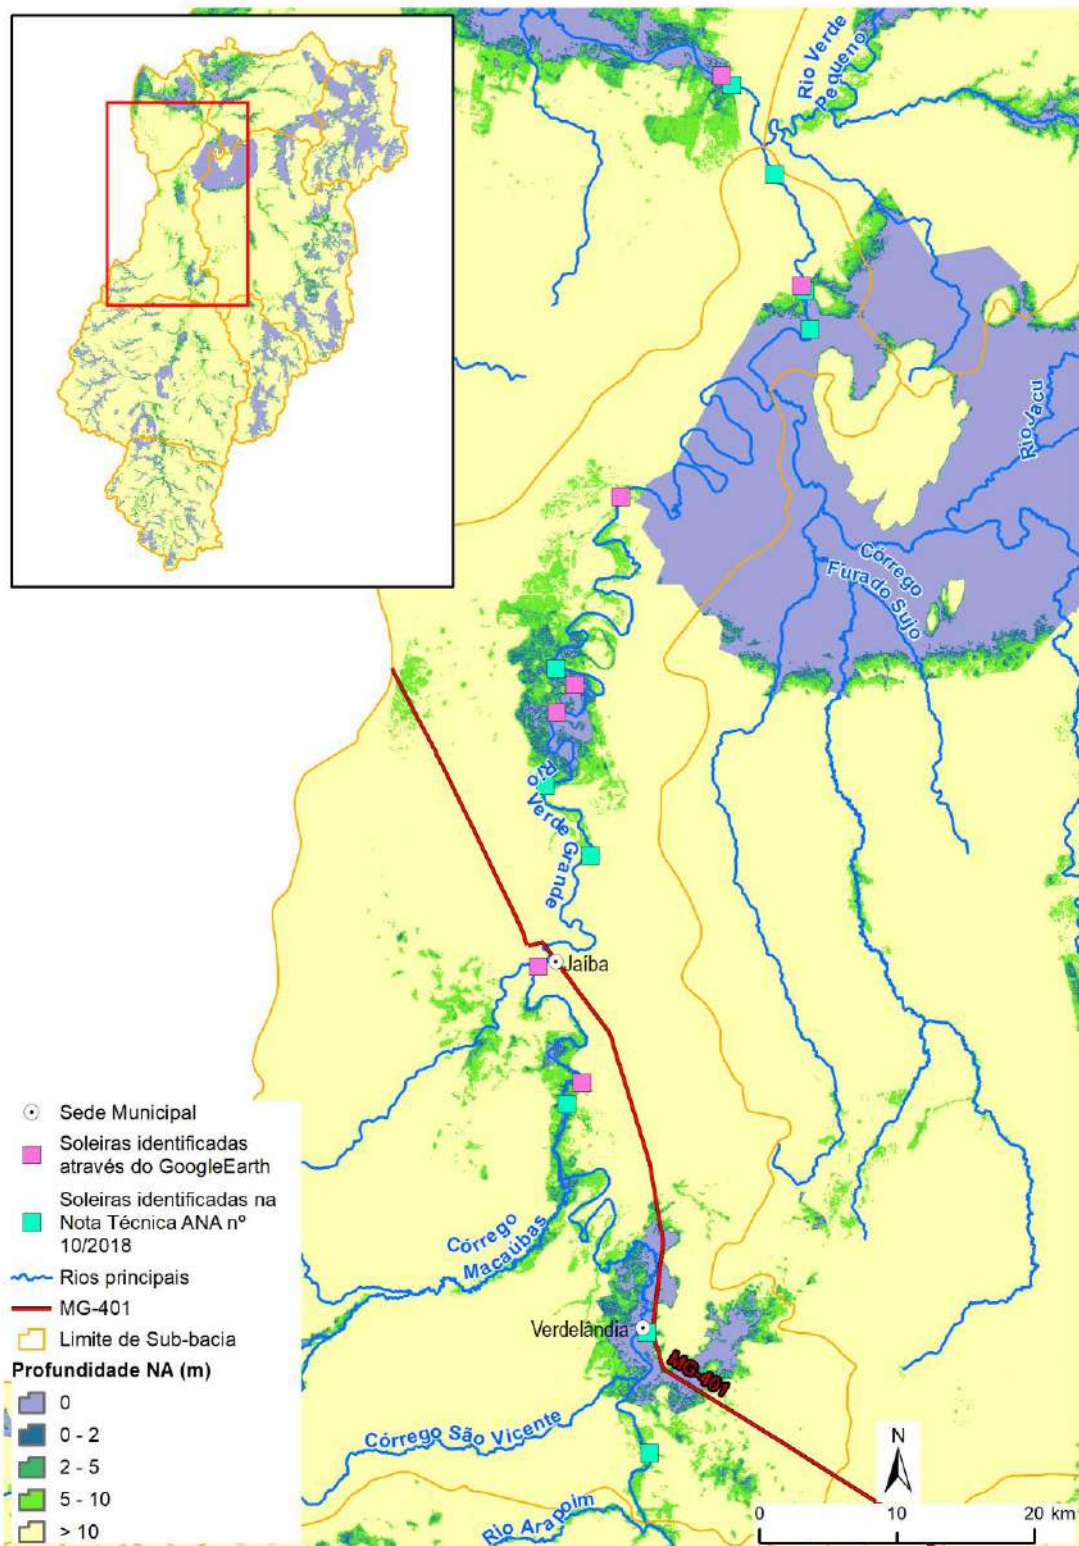 Rio Verde
Pequeno
Rio Jacu
Córrego
Furado Sujo
Rio
Verde
Grande
Jaíba
Sede Municipal
Soleiras identificadas
através do GoogleEarth
Soleiras identificadas na
Nota Técnica ANA nº
10/2018
Rios principais
MG-401
Limite de Sub-bacia
Profundidade NA (m)
0
0 - 2
2 - 5
5 - 10
> 10
Córrego
Macaúbas
Verdelândia
MG-401
Córrego São Vicente
Rio Arapoim
N
0 10 20 km